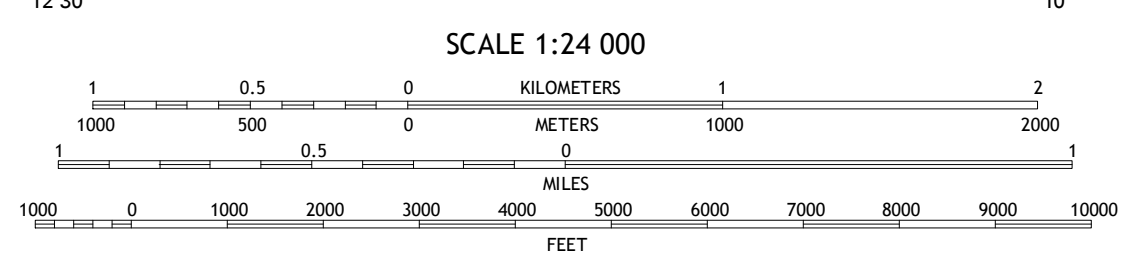 12'30"
10'
SCALE 1:24 000
1 0.5 0 KILOMETERS 1 2
1000 500 0 METERS 1000 2000
1 0.5 0 1
MILES
1000 0 1000 2000 3000 4000 5000 6000 7000 8000 9000 10000
FEET